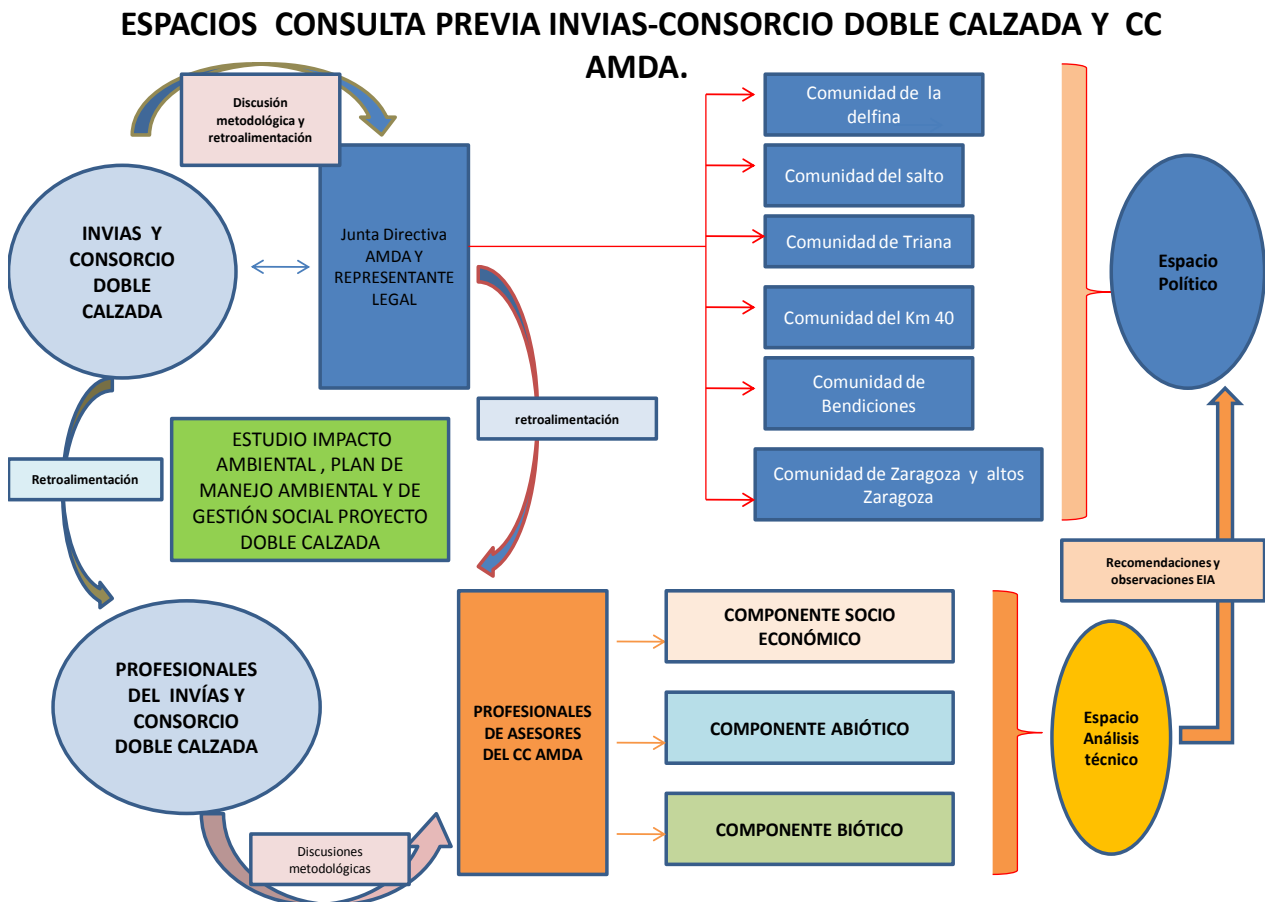 ESPACIOS CONSULTA PREVIA INVIAS-CONSORCIO DOBLE CALZADA Y CC
AMDA.
Discusión
metodológica y
retroalimentación
INVIAS Y
CONSORCIO
DOBLE
CALZADA
Junta Directiva
AMDA Y
REPRESENTANTE
LEGAL
Comunidad de la
delfina
Comunidad del salto
Comunidad de Triana
Comunidad del Km 40
Comunidad de
Bendiciones
Comunidad de Zaragoza y altos
Zaragoza
Espacio
Político
retroalimentación
Retroalimentación
ESTUDIO IMPACTO
AMBIENTAL , PLAN DE
MANEJO AMBIENTAL Y DE
GESTIÓN SOCIAL PROYECTO
DOBLE CALZADA
Recomendaciones y
observaciones EIA
PROFESIONALES
DEL INVÍAS Y
CONSORCIO
DOBLE CALZADA
PROFESIONALES
DE ASESORES
DEL CC AMDA
COMPONENTE SOCIO
ECONÓMICO
COMPONENTE ABIÓTICO
COMPONENTE BIÓTICO
Espacio
Análisis
técnico
Discusiones
metodológicas